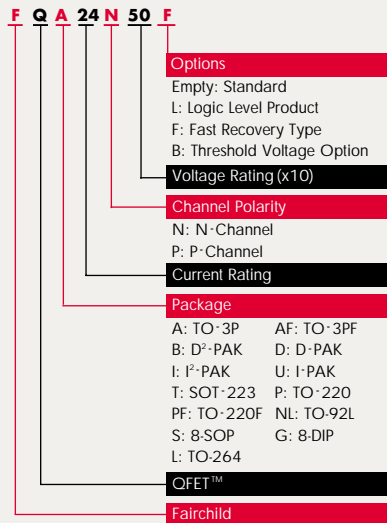 F Q A 24 N 50 F
Options
Empty: Standard
L: Logic Level Product
F: Fast Recovery Type
B: Threshold Voltage Option
Voltage Rating (x10)
Channel Polarity
N: N-Channel
P: P-Channel
Current Rating
Package
A: TO-3P AF: TO-3PF
B: D²-PAK D: D-PAK
I: I²-PAK U: I-PAK
T: SOT-223 P: TO-220
PF: TO-220F NL: TO-92L
S: 8-SOP G: 8-DIP
L: TO-264
QFET™
Fairchild